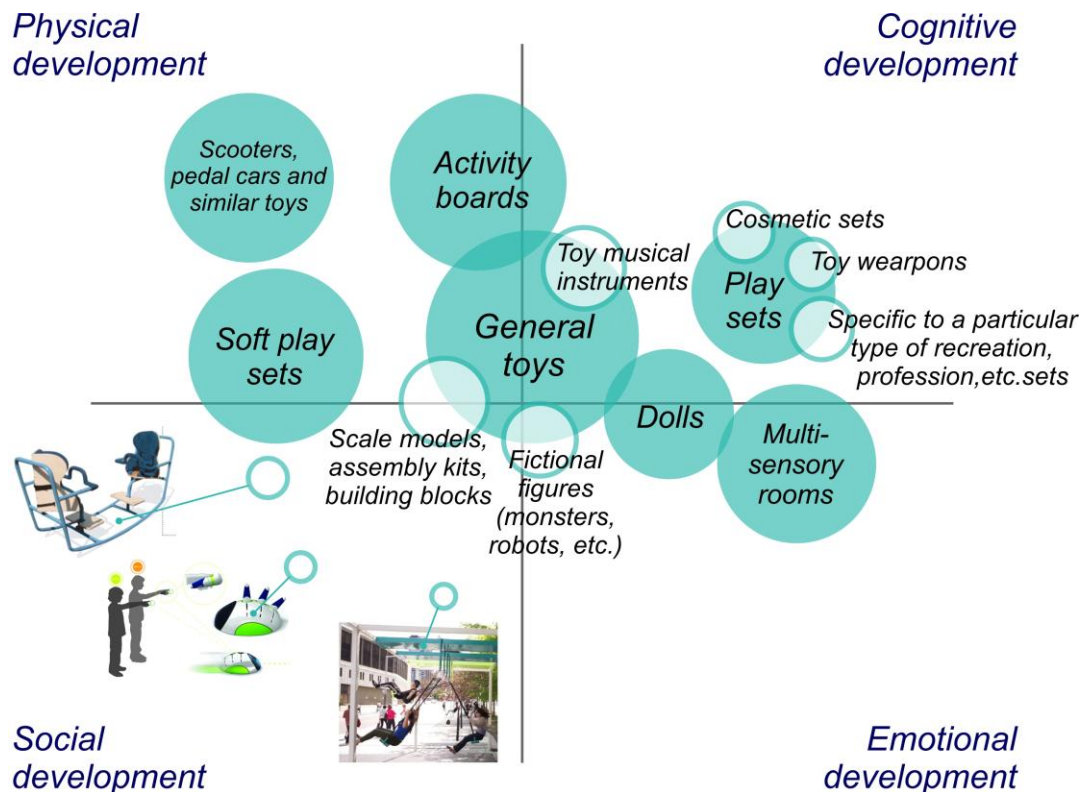 Physical
development
Cognitive
development
Scooters,
pedal cars and
similar toys
Activity
boards
Cosmetic sets
Toy musical
instruments
Toy wearpons
Play
sets
Specific to a particular
type of recreation,
profession,etc.sets
Soft play
sets
General
toys
Dolls
Multi-
sensory
rooms
Scale models,
assembly kits,
building blocks
Fictional
figures
(monsters,
robots, etc.)
Social
development
Emotional
development